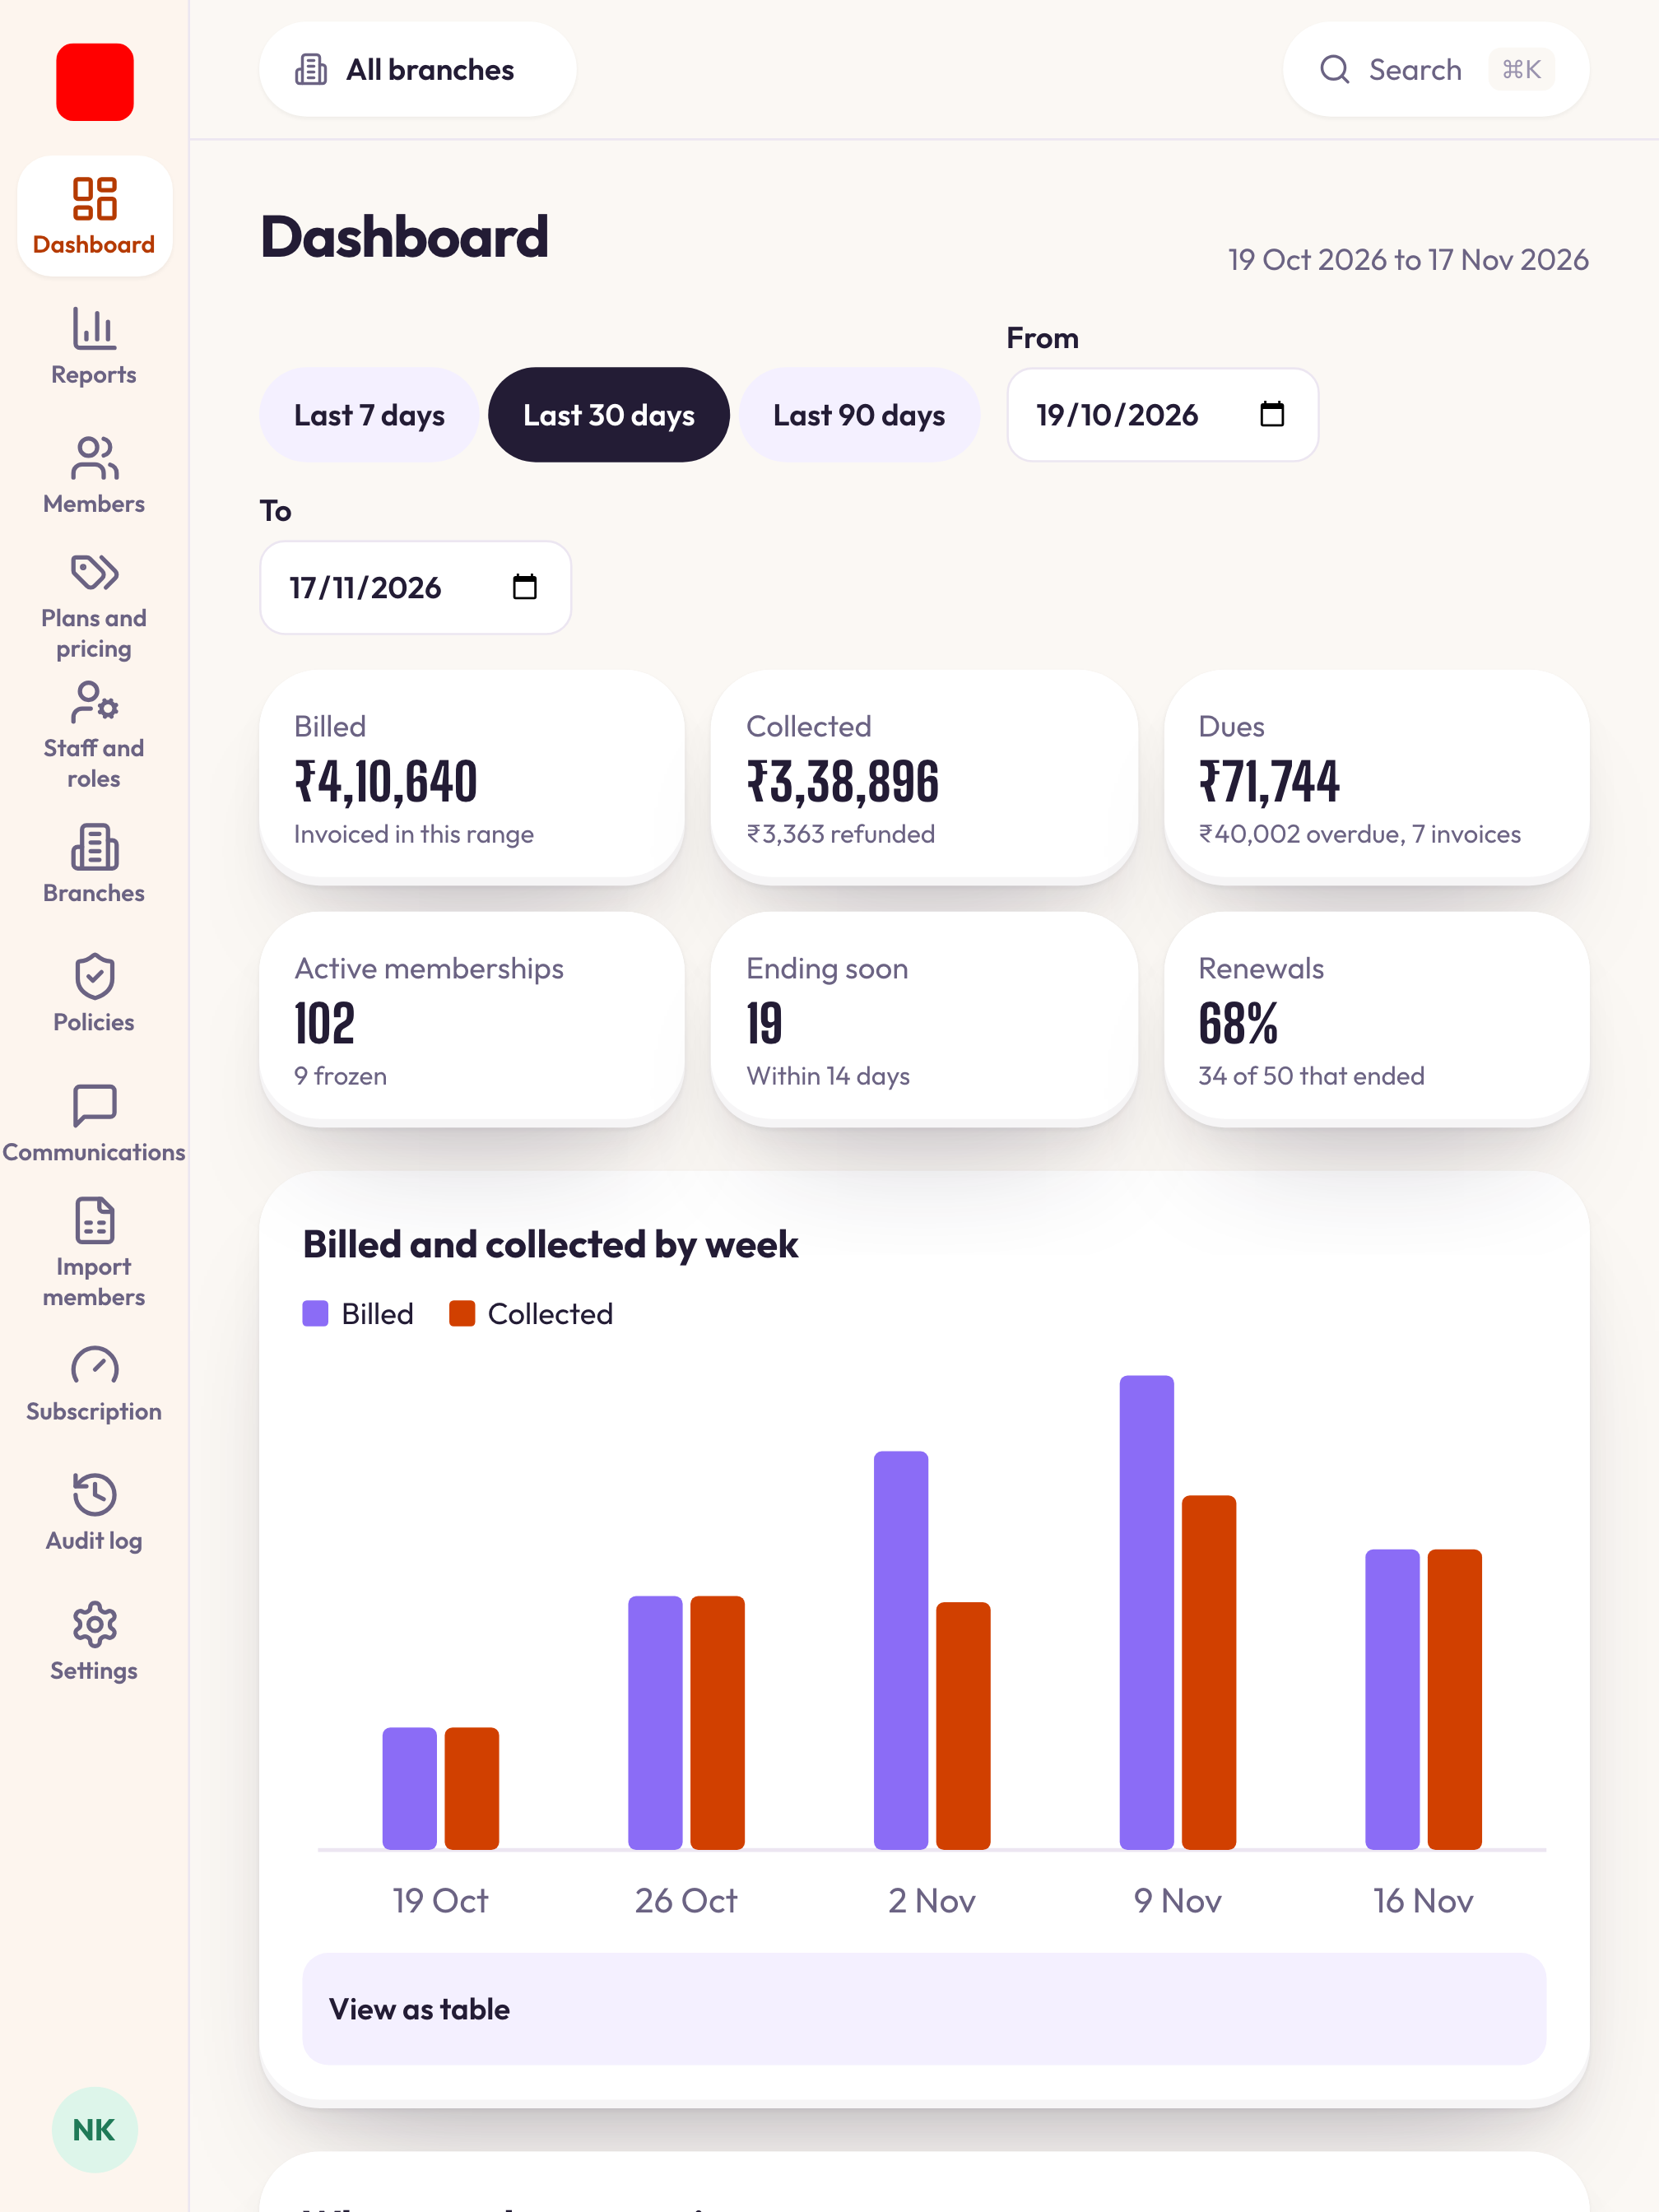 All branches
Search ⌘K
Dashboard
Reports
Members
Plans and
pricing
Staff and
roles
Branches
Policies
Communications
Import
members
Subscription
Audit log
Settings
NK
Dashboard
19 Oct 2026 to 17 Nov 2026
Last 7 days
Last 30 days
Last 90 days
From
19/10/2026
To
17/11/2026
Billed
₹4,10,640
Invoiced in this range
Collected
₹3,38,896
₹3,363 refunded
Dues
₹71,744
₹40,002 overdue, 7 invoices
Active memberships
102
9 frozen
Ending soon
19
Within 14 days
Renewals
68%
34 of 50 that ended
Billed and collected by week
Billed
Collected
19 Oct
26 Oct
2 Nov
9 Nov
16 Nov
View as table